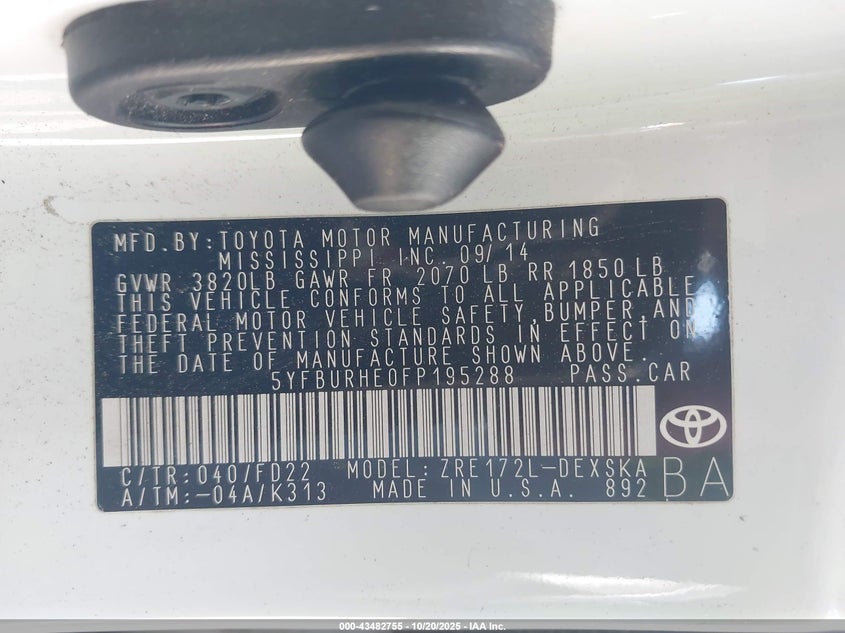 MFD.BY:TOYOTA MOTOR MANUFACTURING
MISSISSIPPI INC. 09/14
GVWR 3820LB GAWR FR 2070 LB RR 1850LB
THIS VEHICLE CONFORMS TO ALL APPLICABLE
FEDERAL MOTOR VEHICLE SAFETY,BUMPER,AND
THEFT PREVENTION STANDARDS IN EFFECT ON
THE DATE OF MANUFACTURE SHOWN ABOVE.
5YFBURHE0FP195288 PASS.CAR
C/TR:040/FD22 MODEL:ZRE172L-DEXSKA
A/TM:-04A/K313 MADE IN U.S.A. 892
BA
000-43482755 - 10/20/2025 - IAA Inc.